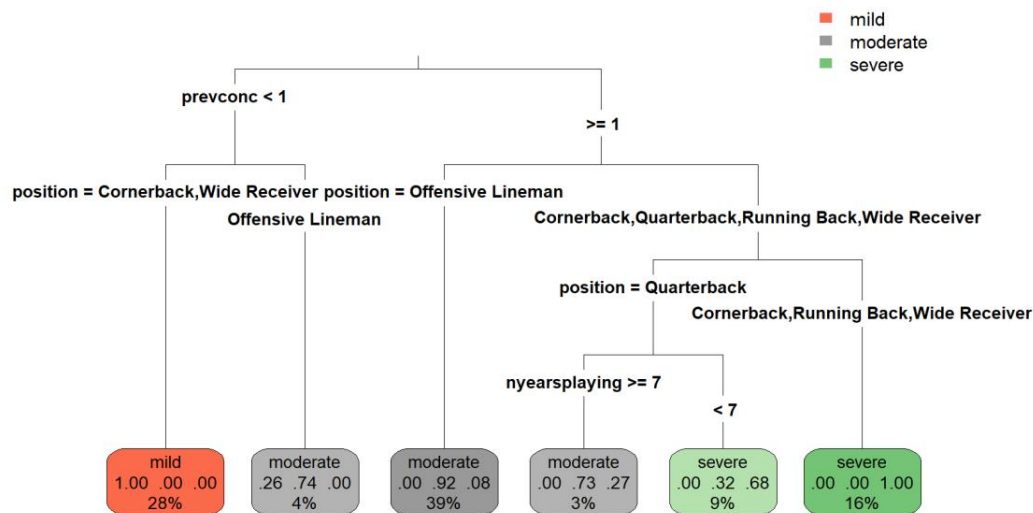 mild
moderate
severe
prevconc < 1
>= 1
position = Cornerback,Wide Receiver
position = Offensive Lineman
Offensive Lineman
Cornerback,Quarterback,Running Back,Wide Receiver
position = Quarterback
Cornerback,Running Back,Wide Receiver
nyearsplaying >= 7
< 7
mild
1.00 .00 .00
28%
moderate
.26 .74 .00
4%
moderate
.00 .92 .08
39%
moderate
.00 .73 .27
3%
severe
.00 .32 .68
9%
severe
.00 .00 1.00
16%